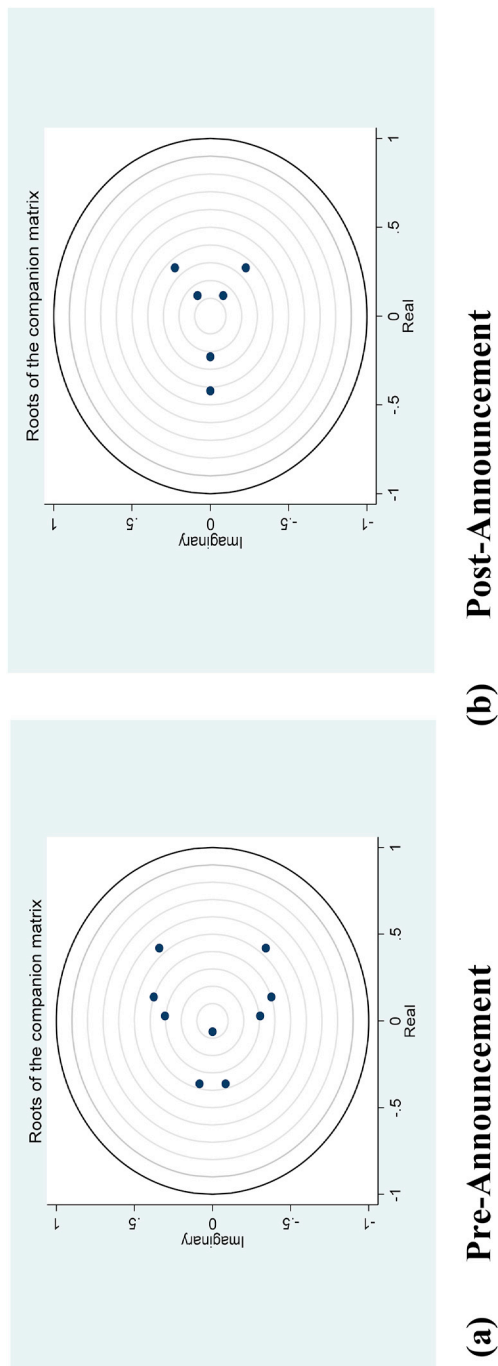 Roots of the companion matrix
1
.5
0
-.5
-1
Imaginary
-1
-.5
0
.5
1
Real
(a) Pre-Announcement
Roots of the companion matrix
1
.5
0
-.5
-1
Imaginary
-1
-.5
0
.5
1
Real
(b) Post-Announcement